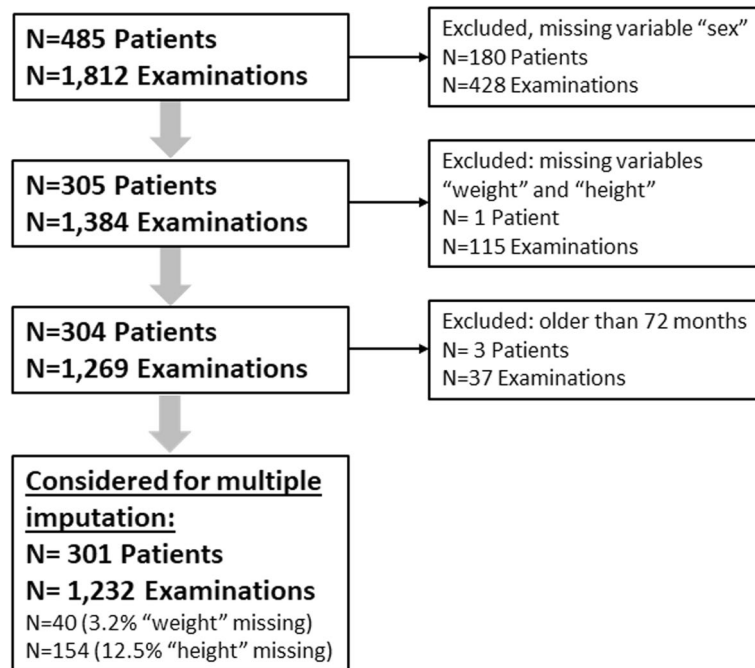 N=485 Patients
N=1,812 Examinations
Excluded, missing variable “sex”
N=180 Patients
N=428 Examinations
N=305 Patients
N=1,384 Examinations
Excluded: missing variables
“weight” and “height”
N= 1 Patient
N=115 Examinations
N=304 Patients
N=1,269 Examinations
Excluded: older than 72 months
N= 3 Patients
N=37 Examinations
Considered for multiple
imputation:
N= 301 Patients
N= 1,232 Examinations
N=40 (3.2% “weight” missing)
N=154 (12.5% “height” missing)